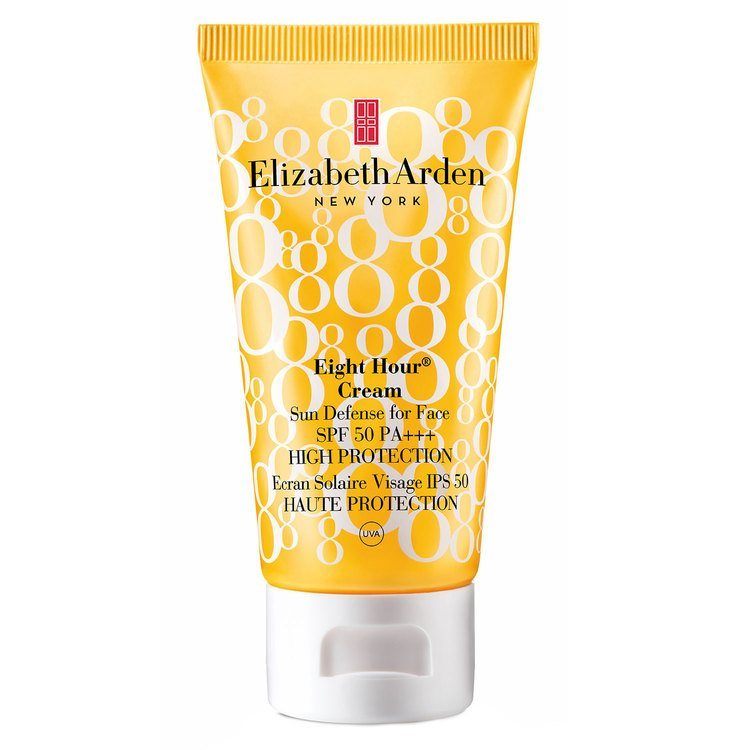 Elizabeth Arden
NEW YORK
Eight Hour®
Cream
Sun Defense for Face
SPF 50 PA+++
HIGH PROTECTION
Ecran Solaire Visage IPS 50
HAUTE PROTECTION
UVA